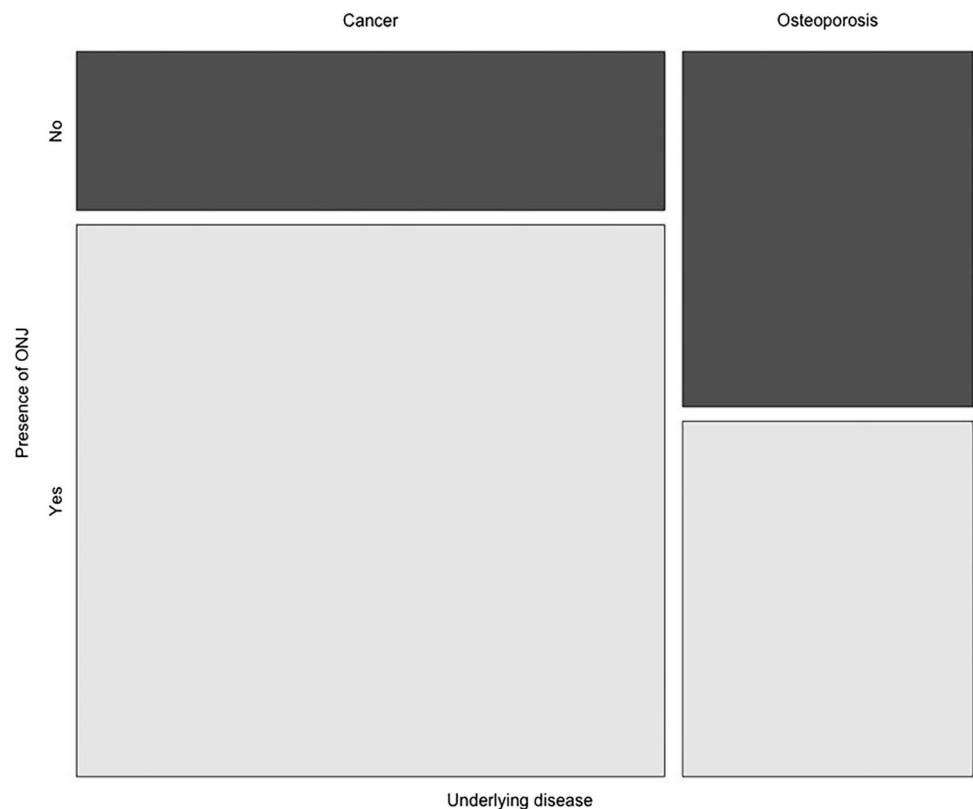 Cancer
Osteoporosis
No
Presence of ONJ
Yes
Underlying disease